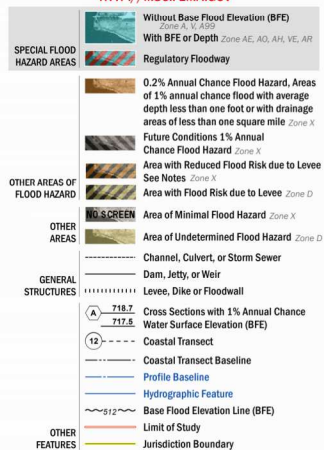 Without Base Flood Elevation (BFE)
Zone A, V, A99
With BFE or Depth Zone AE, AO, AH, VE, AR
SPECIAL FLOOD
HAZARD AREAS
Regulatory Floodway
0.2% Annual Chance Flood Hazard, Areas
of 1% annual chance flood with average
depth less than one foot or with drainage
areas of less than one square mile Zone X
Future Conditions 1% Annual
Chance Flood Hazard Zone X
Area with Reduced Flood Risk due to Levee
See Notes Zone X
OTHER AREAS OF
FLOOD HAZARD
Area with Flood Risk due to Levee Zone D
NO SCREEN Area of Minimal Flood Hazard Zone X
OTHER
AREAS
Area of Undetermined Flood Hazard Zone D
Channel, Culvert, or Storm Sewer
GENERAL
STRUCTURES
Dam, Jetty, or Weir
Levee, Dike or Floodwall
A 718.7 Cross Sections with 1% Annual Chance
717.5 Water Surface Elevation (BFE)
12 Coastal Transect
Coastal Transect Baseline
Profile Baseline
Hydrographic Feature
512 Base Flood Elevation Line (BFE)
OTHER
FEATURES
Limit of Study
Jurisdiction Boundary